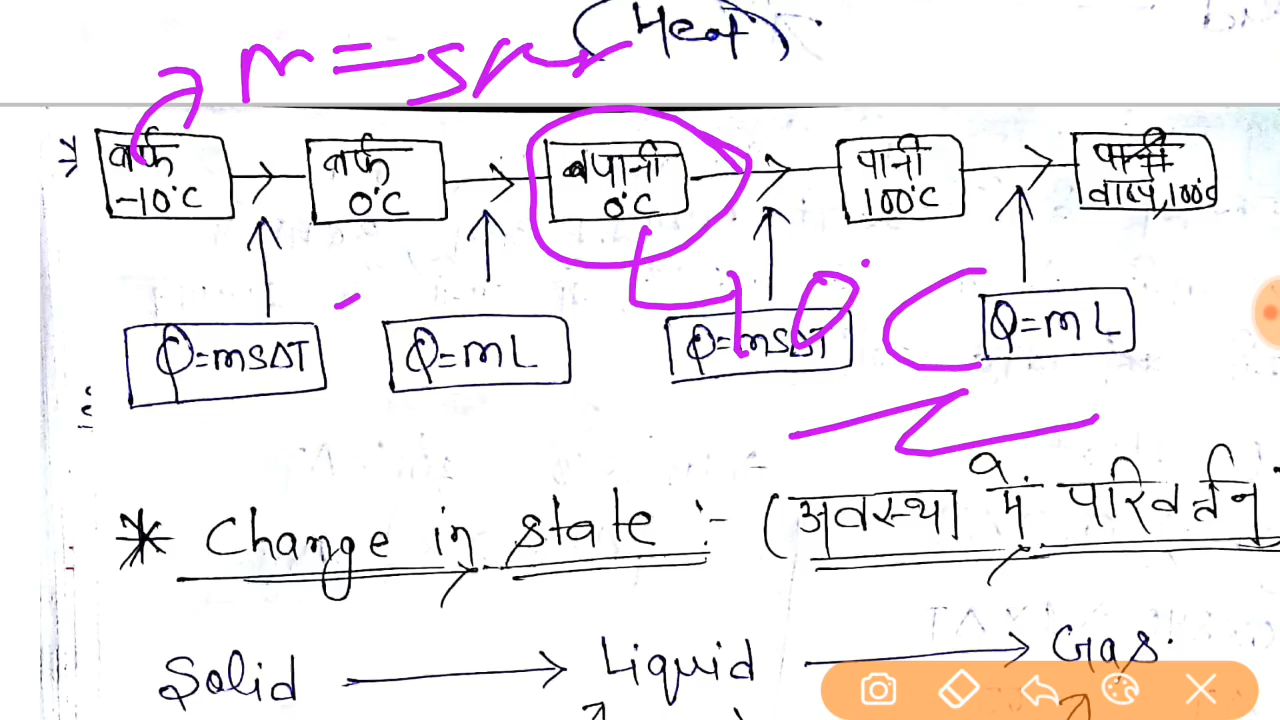 (Heat)
बर्फ -10°C → बर्फ 0°C → पानी 0°C → पानी 100°C → वाष्प, 100°C
Q=msΔT Q=mL Q=msΔT Q=mL
10°C
* Change in state :- (अवस्था में परिवर्तन
Solid → Liquid → Gas